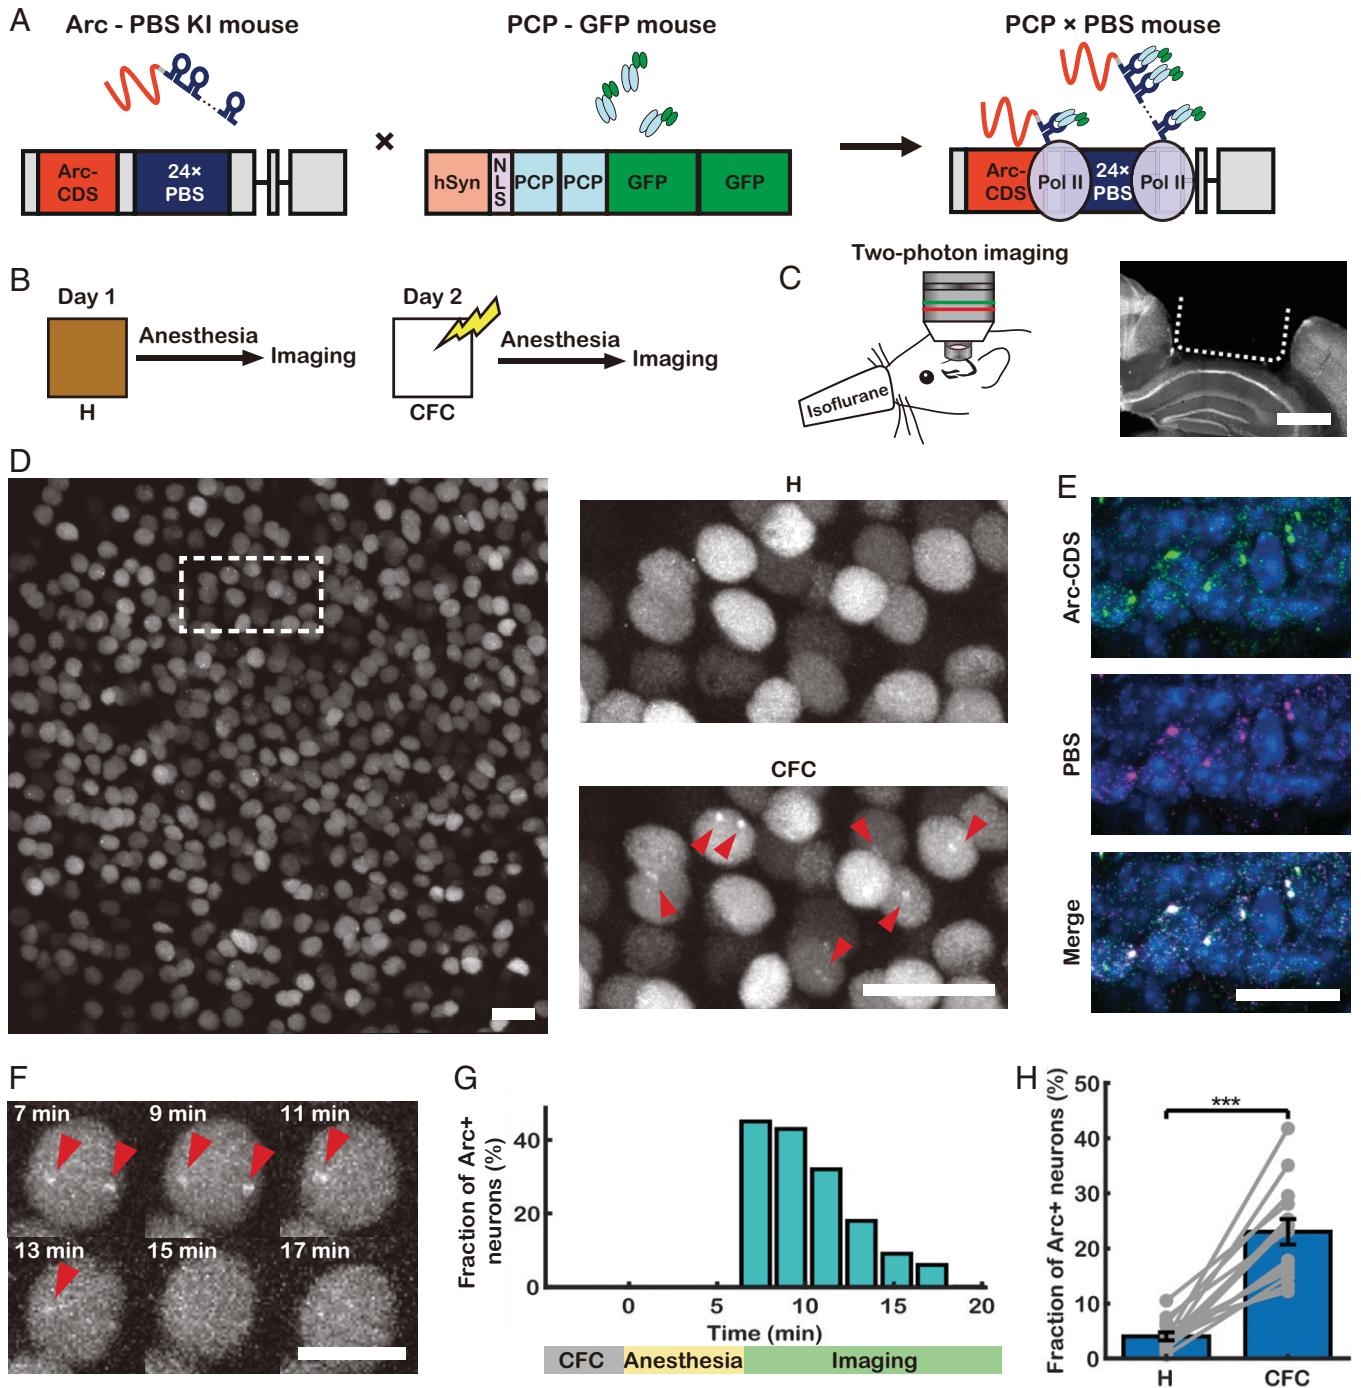 A
Arc - PBS KI mouse
PCP - GFP mouse
PCP × PBS mouse
Arc-
CDS
24×
PBS
×
hSyn
N
L
S
PCP
PCP
GFP
GFP
Arc-
CDS
Pol II
24×
PBS
Pol II
B
Day 1
Anesthesia
Imaging
H
Day 2
Anesthesia
Imaging
CFC
C
Two-photon imaging
Isoflurane
D
H
CFC
E
Arc-CDS
PBS
Merge
F
7 min
9 min
11 min
13 min
15 min
17 min
G
Fraction of Arc+
neurons (%)
40
20
0
0
5
10
15
20
Time (min)
CFC
Anesthesia
Imaging
H
Fraction of Arc+ neurons (%)
50
40
30
20
10
0
***
H
CFC